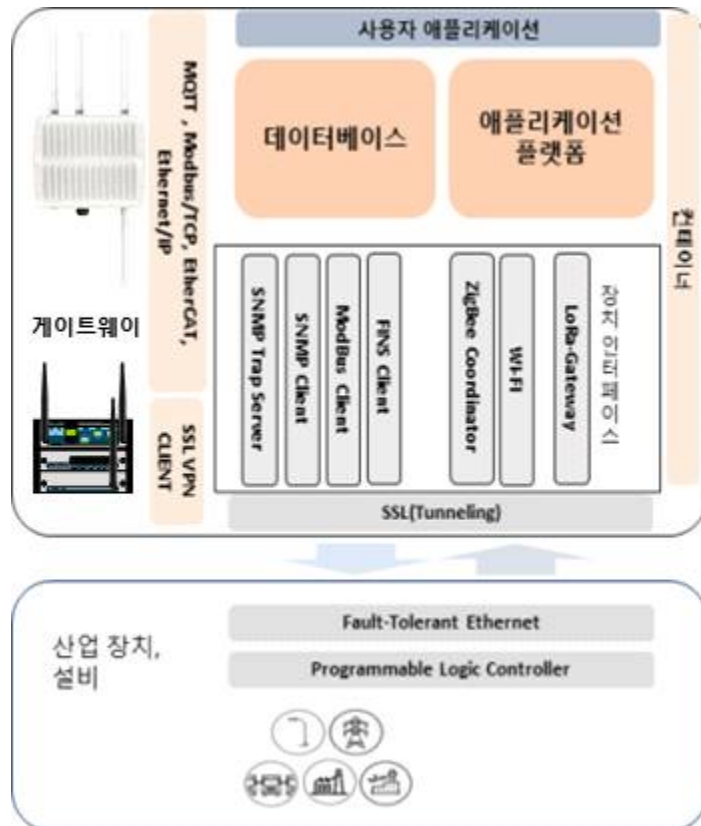 사용자 애플리케이션
MQTT , Modbus/TCP, EtherCAT,
Ethernet/IP
데이터베이스
애플리케이션
플랫폼
컨테이너
게이트웨이
SNMP Trap Server
SNMP Client
ModBus Client
FINS Client
ZigBee Coordinator
WI-FI
LoRa-Gateway
장치 인터페이스
SSL VPN
CLIENT
SSL(Tunneling)
산업 장치,
설비
Fault-Tolerant Ethernet
Programmable Logic Controller